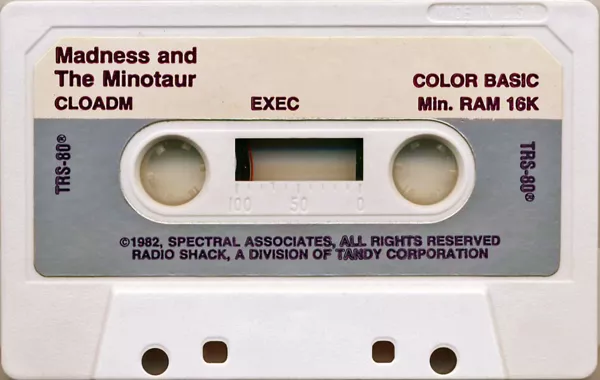 Madness and
The Minotaur
CLOADM
EXEC
COLOR BASIC
Min. RAM 16K
TRS-80®
TRS-80®
100 50 0
©1982, SPECTRAL ASSOCIATES, ALL RIGHTS RESERVED
RADIO SHACK, A DIVISION OF TANDY CORPORATION